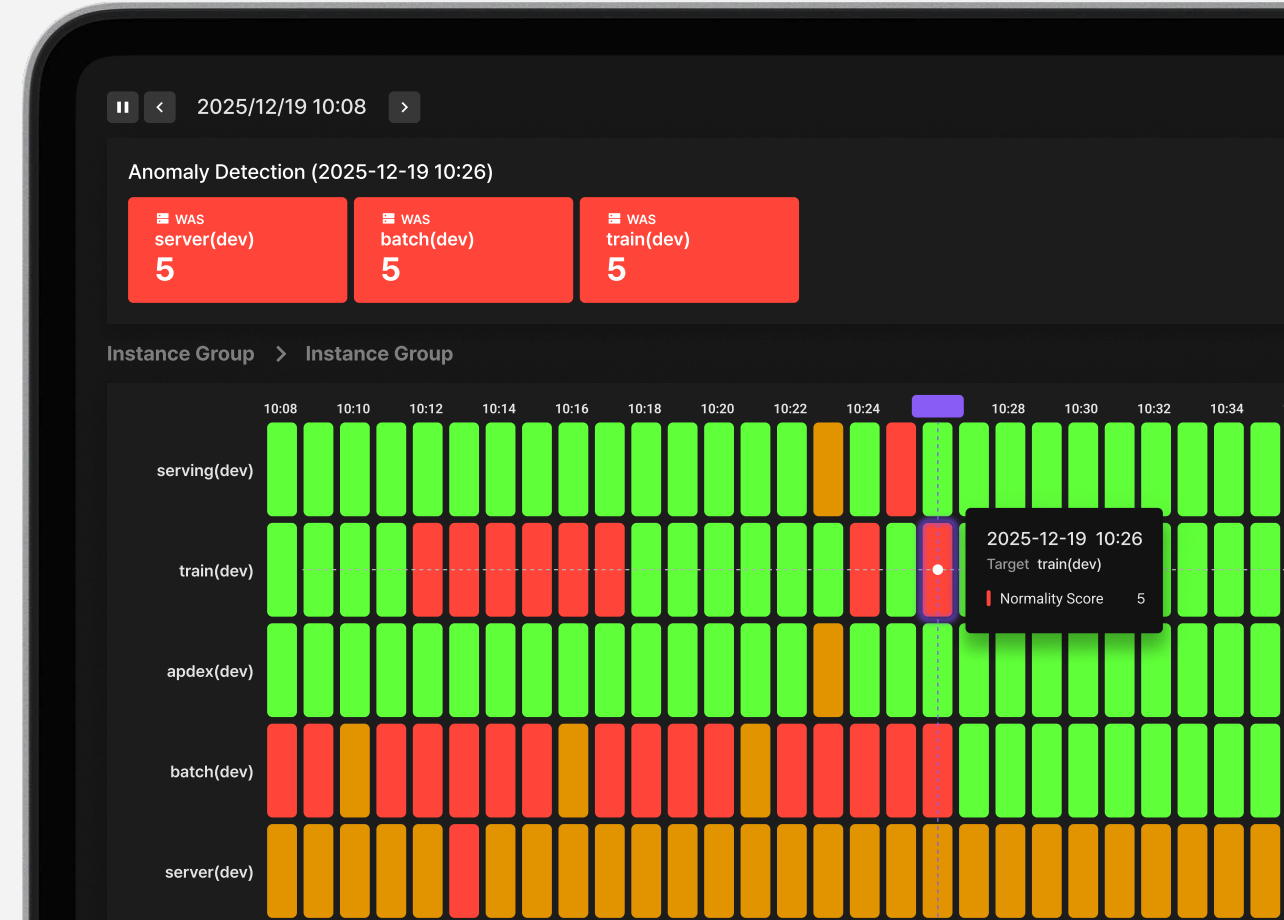 2025/12/19 10:08
Anomaly Detection (2025-12-19 10:26)
WAS WAS WAS
server(dev) batch(dev) train(dev)
5 5 5
Instance Group Instance Group
10:08 10:10 10:12 10:14 10:16 10:18 10:20 10:22 10:24 10:28 10:30 10:32 10:34
serving(dev)
2025-12-19 10:26
Target train(dev)
train(dev)
Normality Score 5
apdex(dev)
batch(dev)
server(dev)